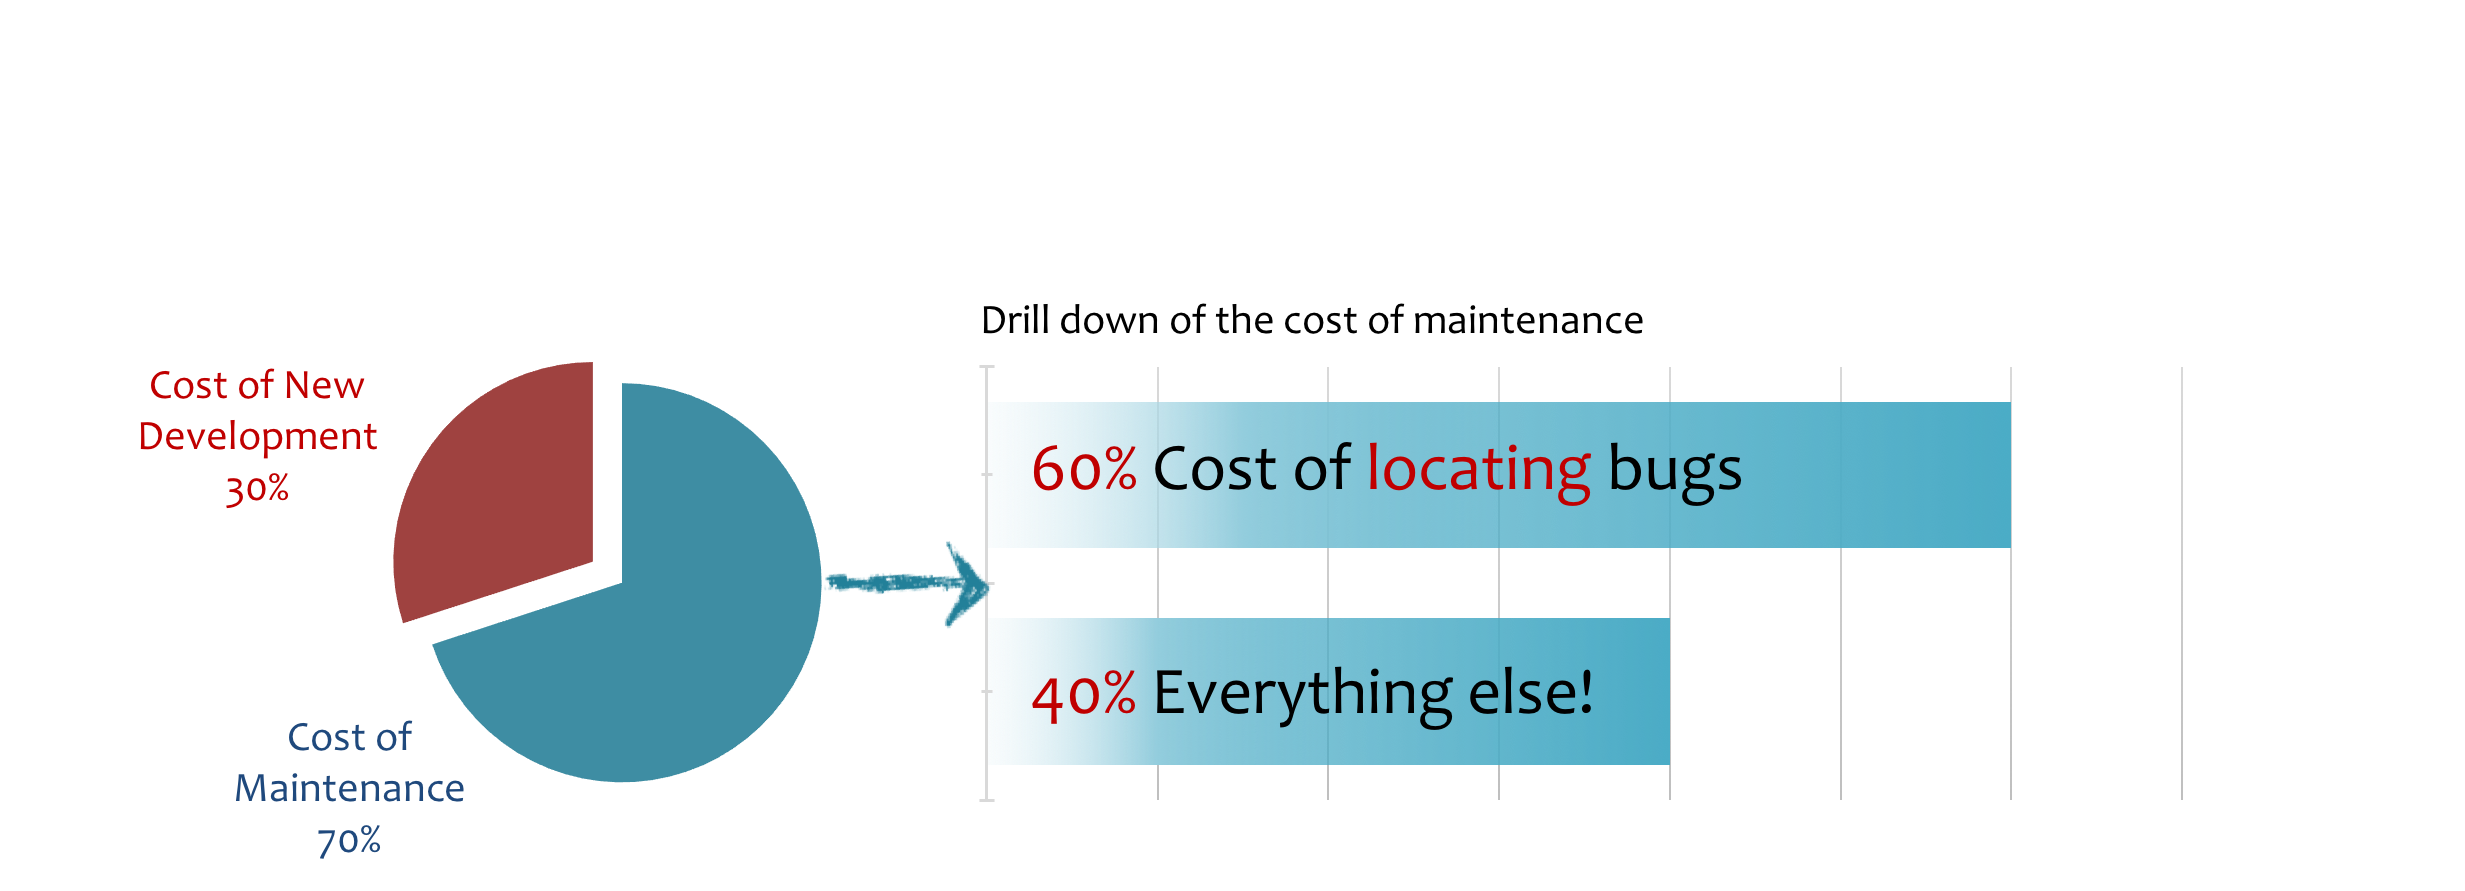 Drill down of the cost of maintenance
Cost of New
Development
30%
60% Cost of locating bugs
40% Everything else!
Cost of
Maintenance
70%